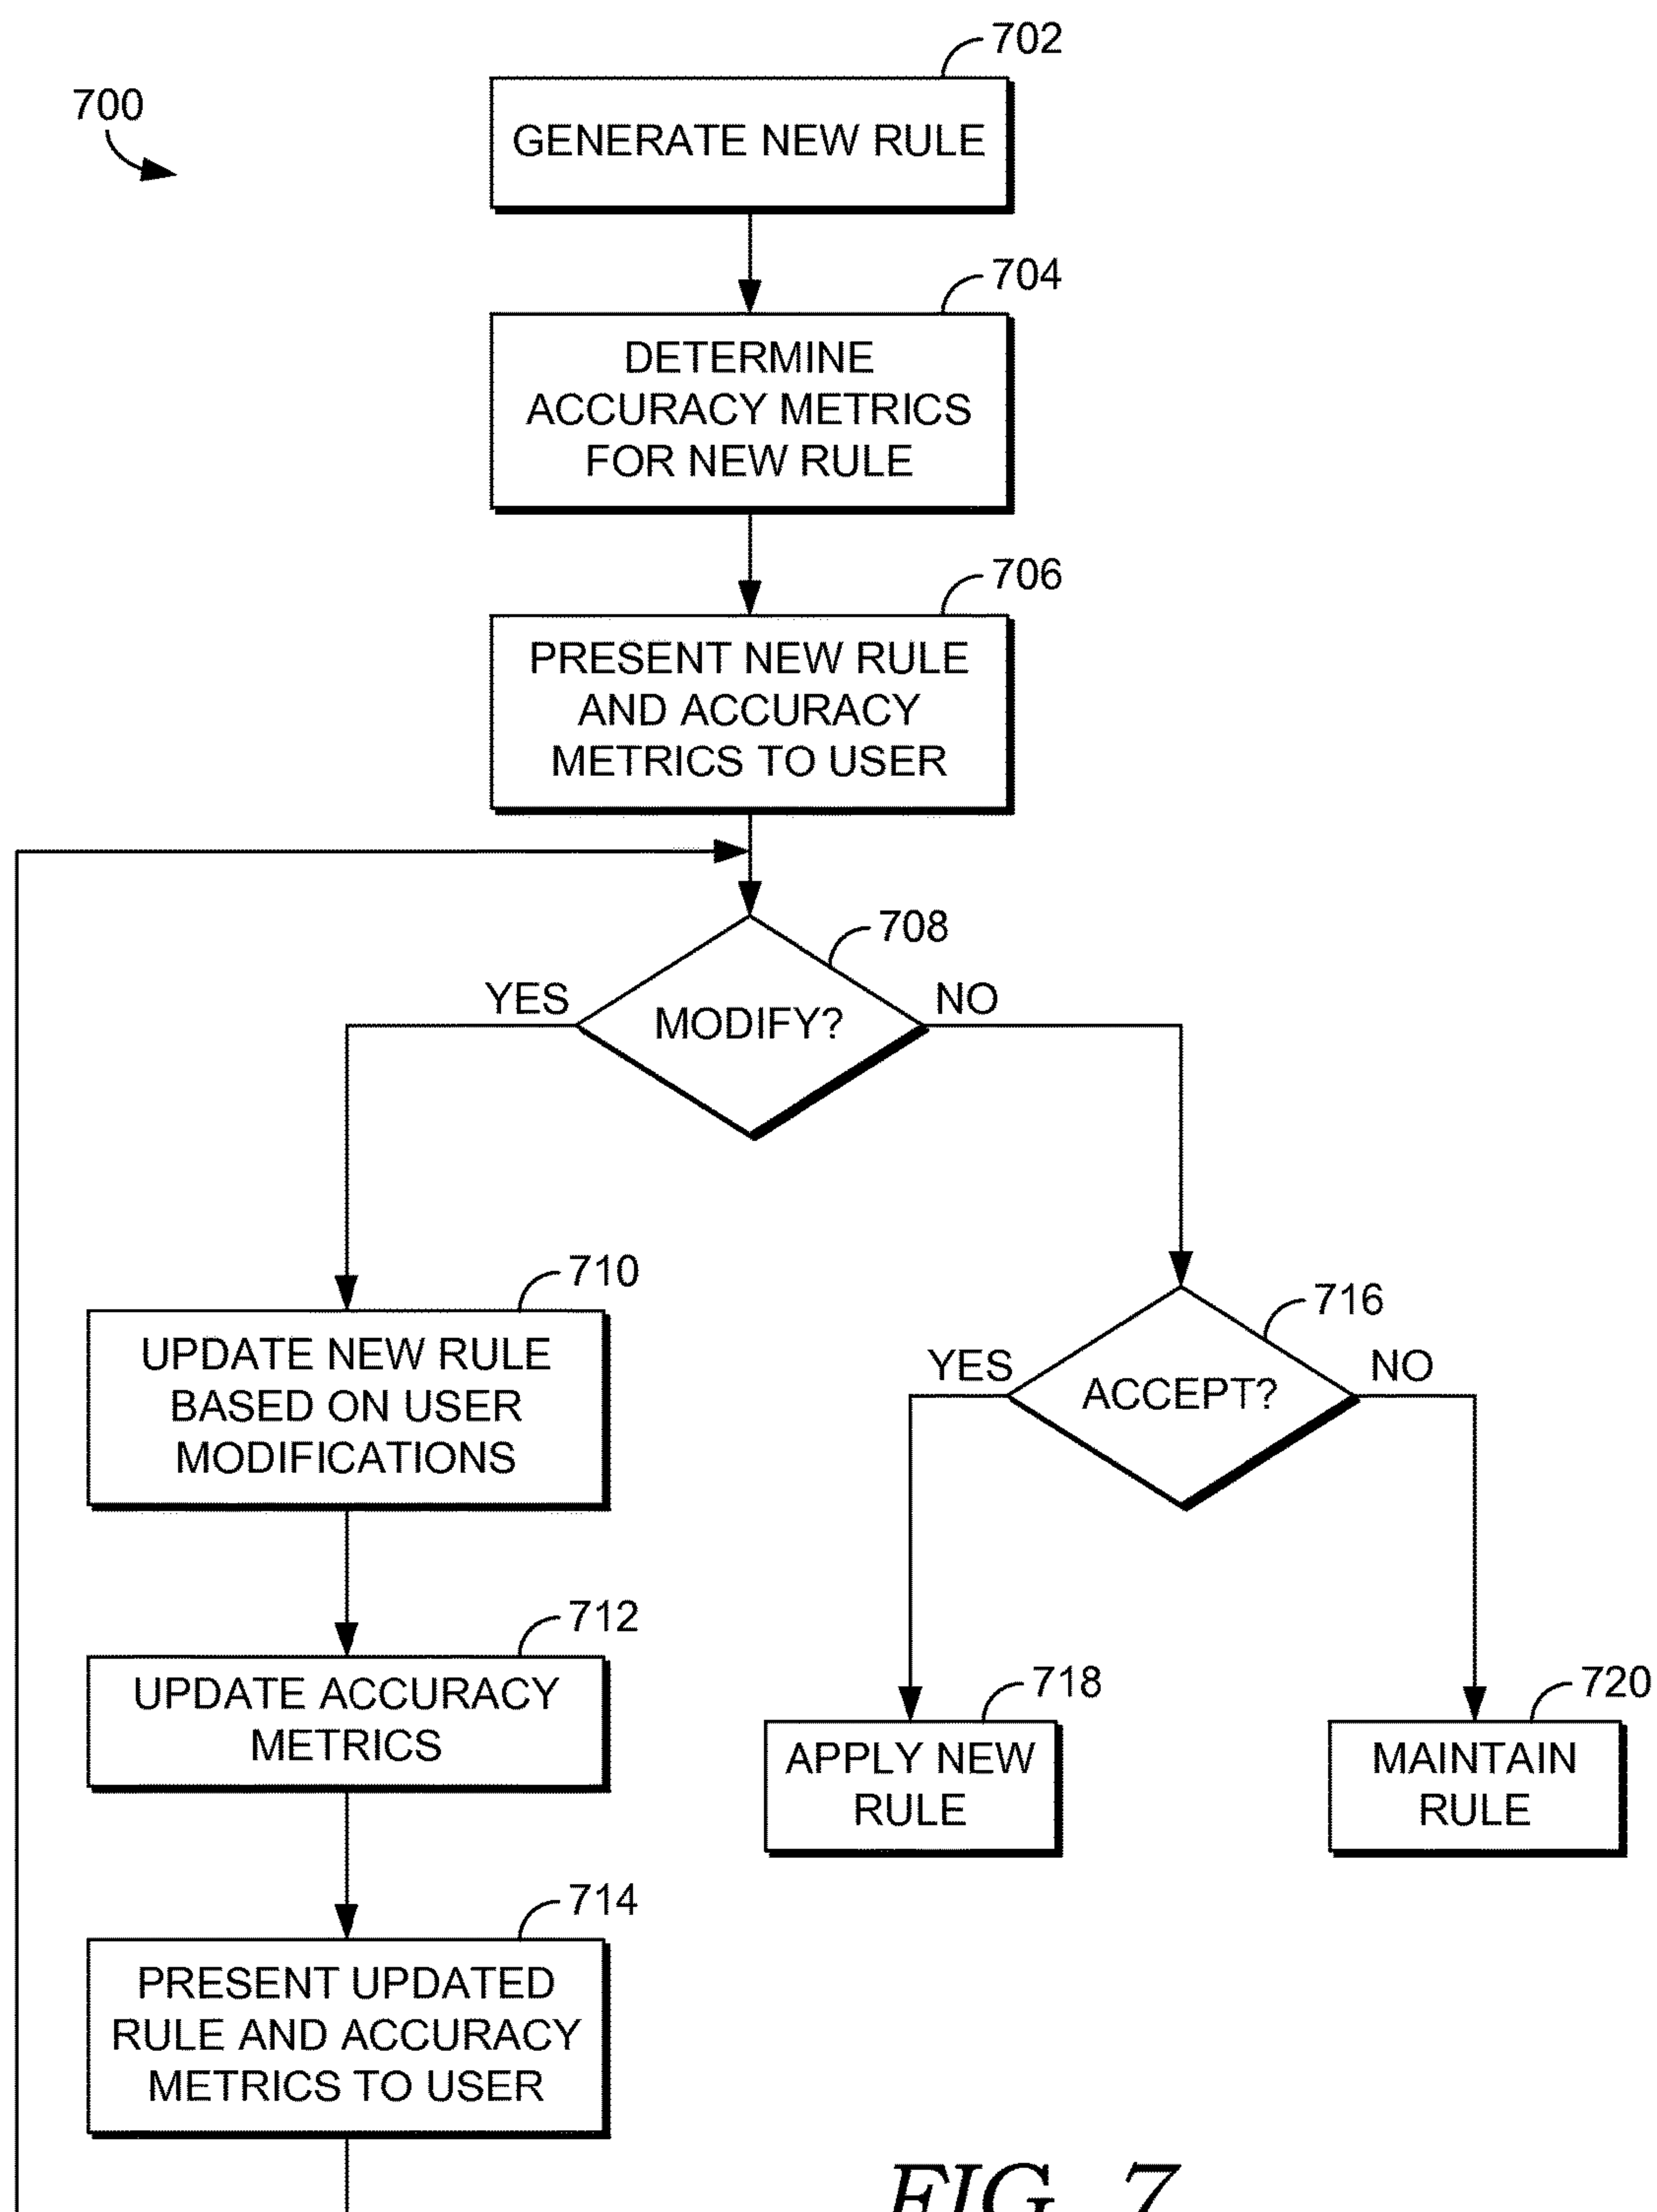 702
700
GENERATE NEW RULE
704
DETERMINE
ACCURACY METRICS
FOR NEW RULE
706
PRESENT NEW RULE
AND ACCURACY
METRICS TO USER
708
YES
MODIFY?
NO
710
UPDATE NEW RULE
BASED ON USER
MODIFICATIONS
716
YES
ACCEPT?
NO
712
UPDATE ACCURACY
METRICS
718
APPLY NEW
RULE
720
MAINTAIN
RULE
714
PRESENT UPDATED
RULE AND ACCURACY
METRICS TO USER
FIG. 7